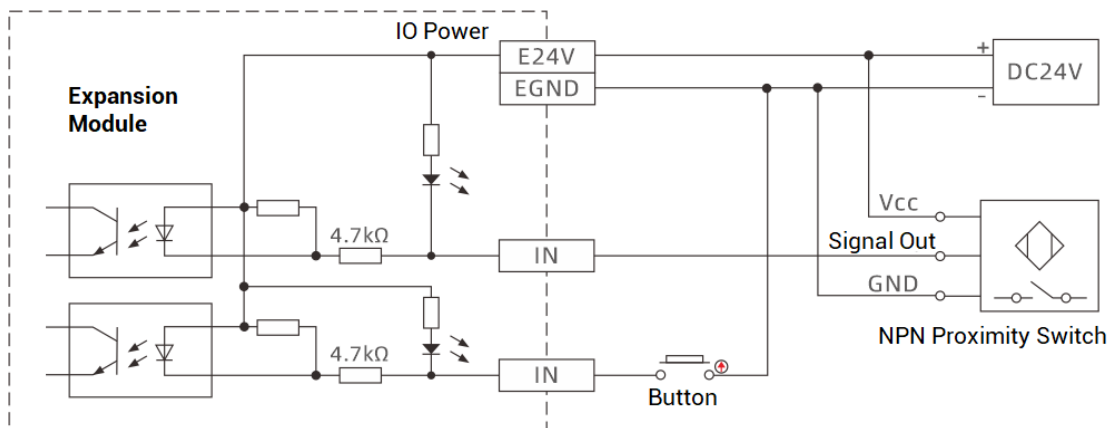 IO Power
E24V
EGND
+
-
DC24V
Expansion
Module
Vcc
4.7kΩ
IN
Signal Out
GND
NPN Proximity Switch
4.7kΩ
IN
Button